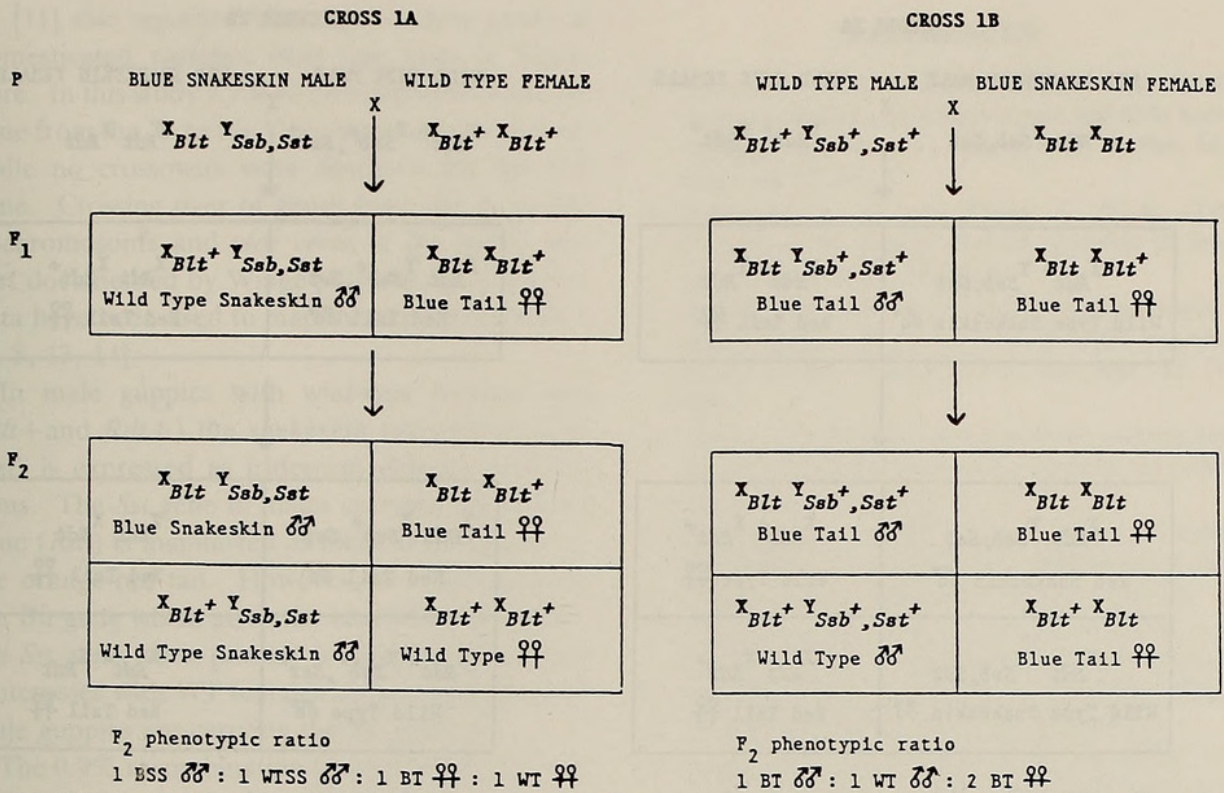 CROSS 1A
P BLUE SNAKESKIN MALE WILD TYPE FEMALE
X
X_Blt Y_Ssb,Sst X_Blt+ X_Blt+
F1
X_Blt+ Y_Ssb,Sst X_Blt X_Blt+
Wild Type Snakeskin ♂♂ Blue Tail ♀♀
F2
X_Blt Y_Ssb,Sst X_Blt X_Blt+
Blue Snakeskin ♂♂ Blue Tail ♀♀
X_Blt+ Y_Ssb,Sst X_Blt+ X_Blt+
Wild Type Snakeskin ♂♂ Wild Type ♀♀
F2 phenotypic ratio
1 BSS ♂♂ : 1 WTSS ♂♂ : 1 BT ♀♀ : 1 WT ♀♀
CROSS 1B
WILD TYPE MALE BLUE SNAKESKIN FEMALE
X
X_Blt+ Y_Ssb+,Sst+ X_Blt X_Blt
X_Blt Y_Ssb+,Sst+ X_Blt X_Blt+
Blue Tail ♂♂ Blue Tail ♀♀
X_Blt Y_Ssb+,Sst+ X_Blt X_Blt
Blue Tail ♂♂ Blue Tail ♀♀
X_Blt+ Y_Ssb+,Sst+ X_Blt+ X_Blt
Wild Type ♂♂ Blue Tail ♀♀
F2 phenotypic ratio
1 BT ♂♂ : 1 WT ♂♂ : 2 BT ♀♀